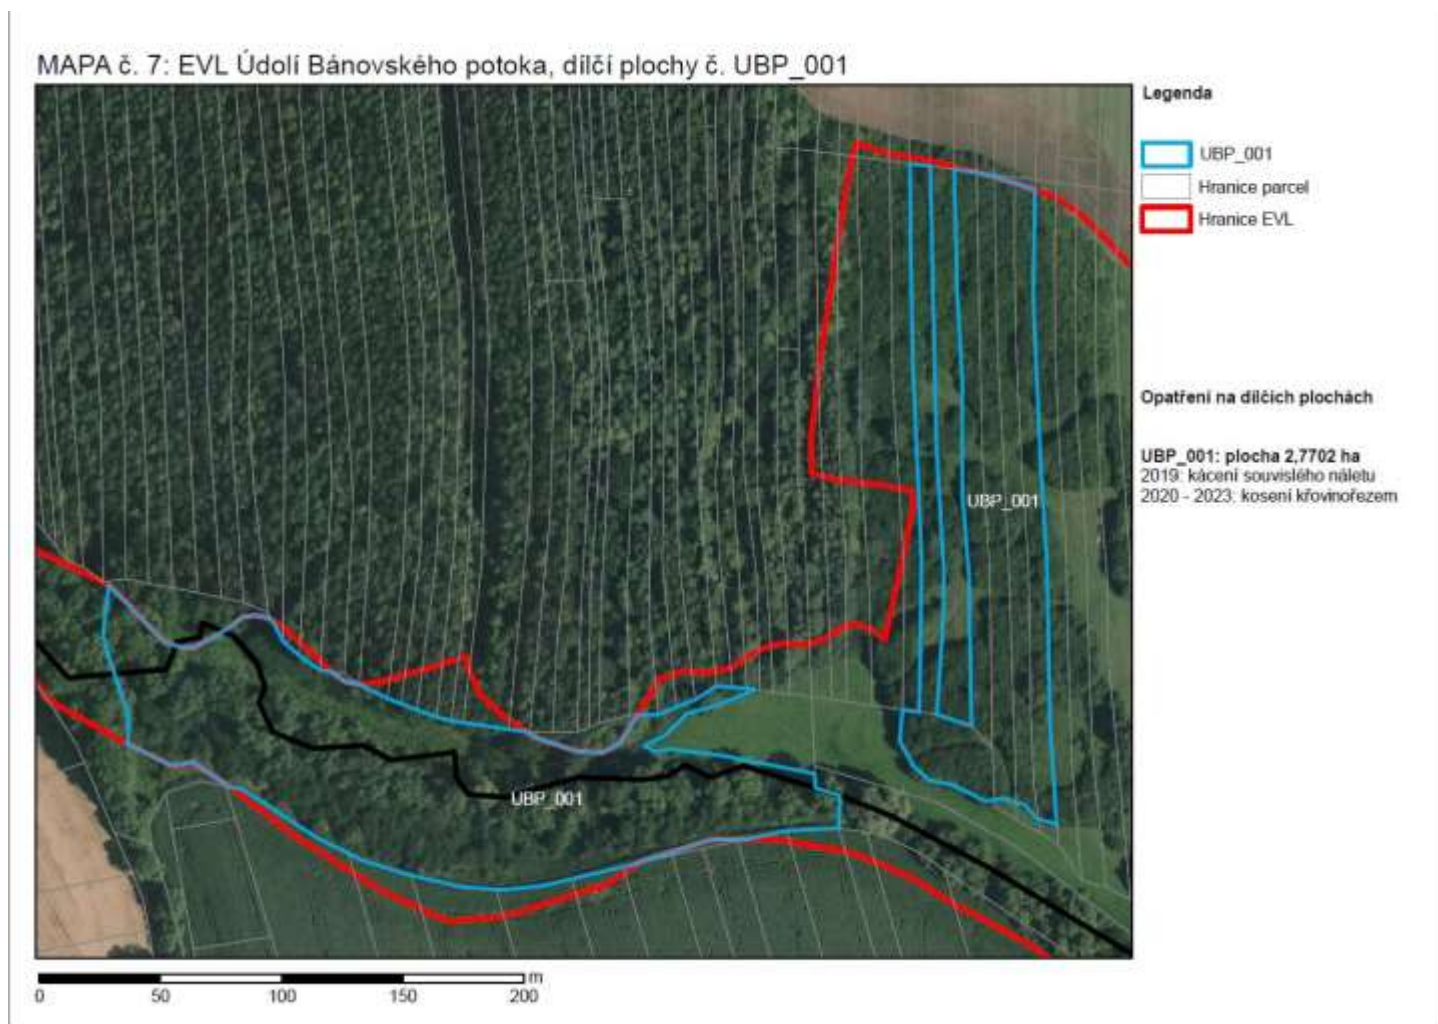 MAPA č. 7: EVL Údolí Bánovského potoka, dílčí plochy č. UBP_001
Legenda
UBP_001
Hranice parcel
Hranice EVL
Opatření na dílčích plochách
UBP_001: plocha 2,7702 ha
2019: kácení souvislého náletu
2020 - 2023: kosení křovinořezem
UBP_001
UBP_001
m
0 50 100 150 200